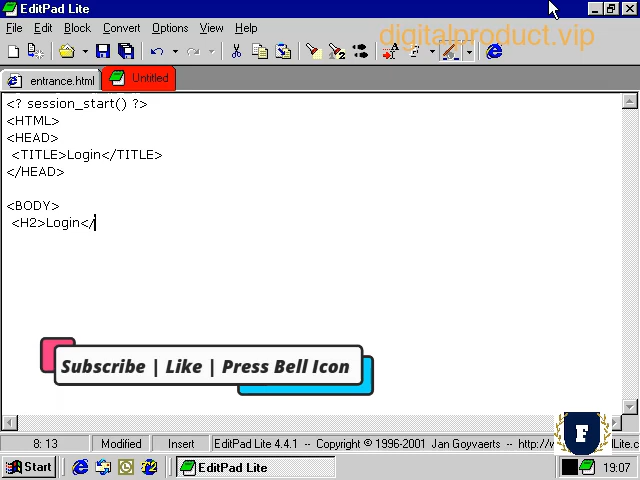 EditPad Lite
File Edit Block Convert Options View Help
digitalproduct.vip
entrance.html Untitled
<? session_start() ?>
<HTML>
<HEAD>
<TITLE>Login</TITLE>
</HEAD>
<BODY>
<H2>Login</
Subscribe | Like | Press Bell Icon
F
8: 13 Modified Insert EditPad Lite 4.4.1 -- Copyright © 1996-2001 Jan Goyvaerts --
Start EditPad Lite 19:07